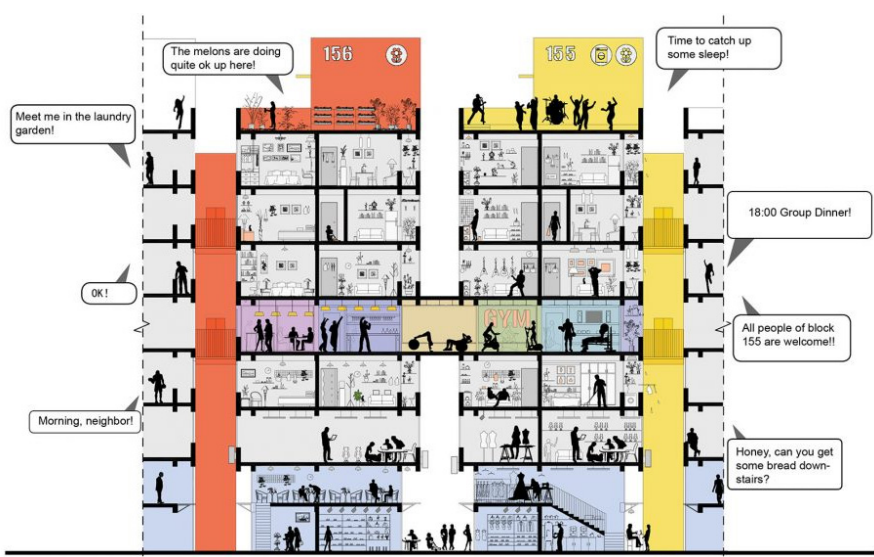 The melons are doing
quite ok up here!
156
155
Time to catch up
some sleep!
Meet me in the laundry
garden!
18:00 Group Dinner!
OK!
GYM
All people of block
155 are welcome!!
Morning, neighbor!
Honey, can you get
some bread down-
stairs?